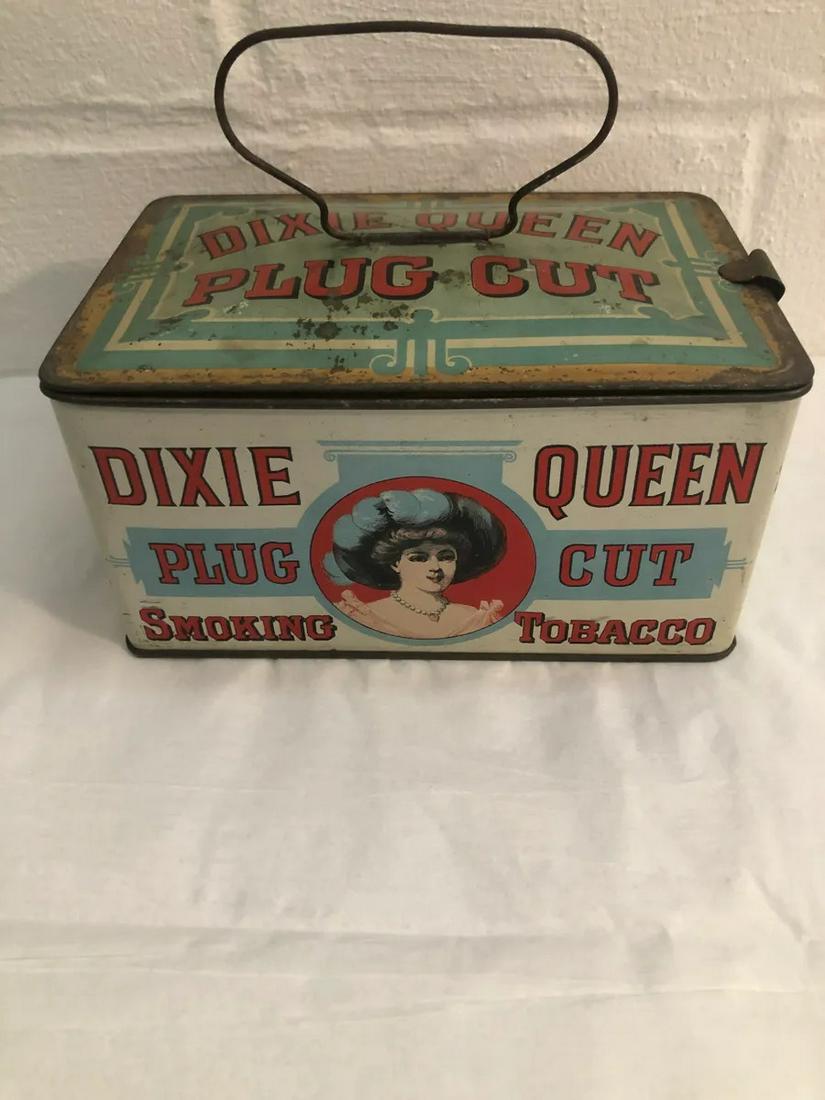 DIXIE QUEEN
PLUG CUT
DIXIE QUEEN
PLUG CUT
SMOKING TOBACCO